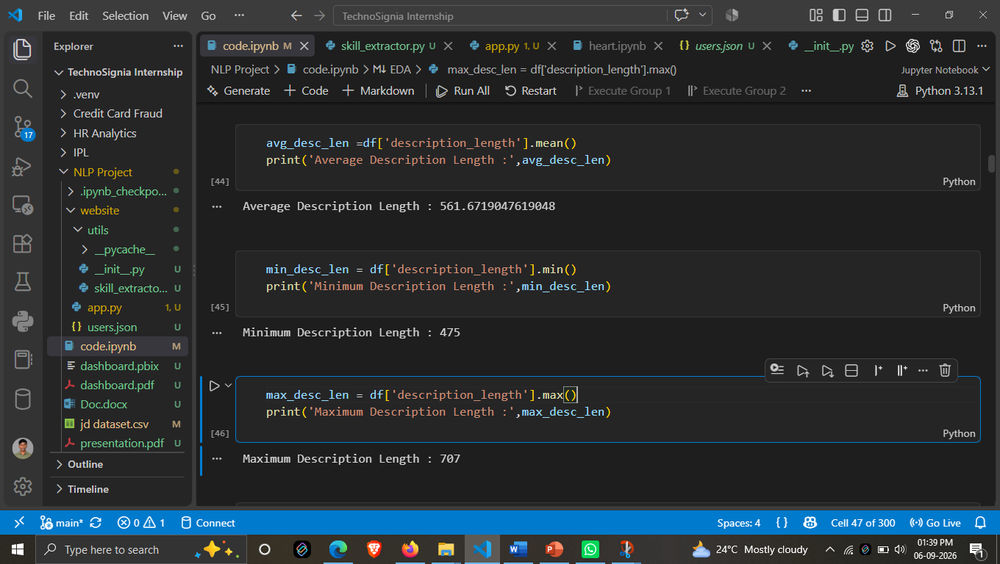 File Edit Selection View Go ··· TechnoSignia Internship
Explorer ···
TechnoSignia Internship
.venv
Credit Card Fraud
HR Analytics
IPL
NLP Project
.ipynb_checkpo...
website
utils
__pycache__
__init__.py U
skill_extracto... U
app.py 1, U
users.json U
code.ipynb M
dashboard.pbix U
dashboard.pdf U
Doc.docx U
jd dataset.csv M
presentation.pdf U
Outline
Timeline
17
code.ipynb M skill_extractor.py U app.py 1, U heart.ipynb users.json U __init__.py ···
NLP Project > code.ipynb > M↓ EDA > max_desc_len = df['description_length'].max()
Jupyter Notebook
Generate + Code + Markdown Run All Restart Execute Group 1 Execute Group 2 ··· Python 3.13.1
avg_desc_len =df['description_length'].mean()
print('Average Description Length :',avg_desc_len)
[44] Python
··· Average Description Length : 561.6719047619048
min_desc_len = df['description_length'].min()
print('Minimum Description Length :',min_desc_len)
[45] Python
··· Minimum Description Length : 475
max_desc_len = df['description_length'].max()
print('Maximum Description Length :',max_desc_len)
[46] Python
··· Maximum Description Length : 707
main* 0 1 Connect Spaces: 4 { } Cell 47 of 300 Go Live
Type here to search 24°C Mostly cloudy 01:39 PM
06-09-2026
1